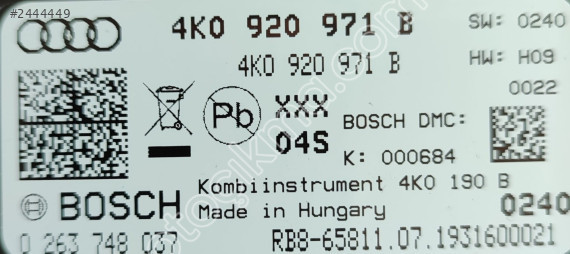 #2444449
4K0 920 971 B
SW: 0240
4K0 920 971 B
HW: H09
0022
Pb
XXX
04S
BOSCH DMC:
K: 000684
BOSCH
Kombiinstrument 4K0 190 B
Made in Hungary
0240
0 263 748 037
RB8-65811.07.1931600021